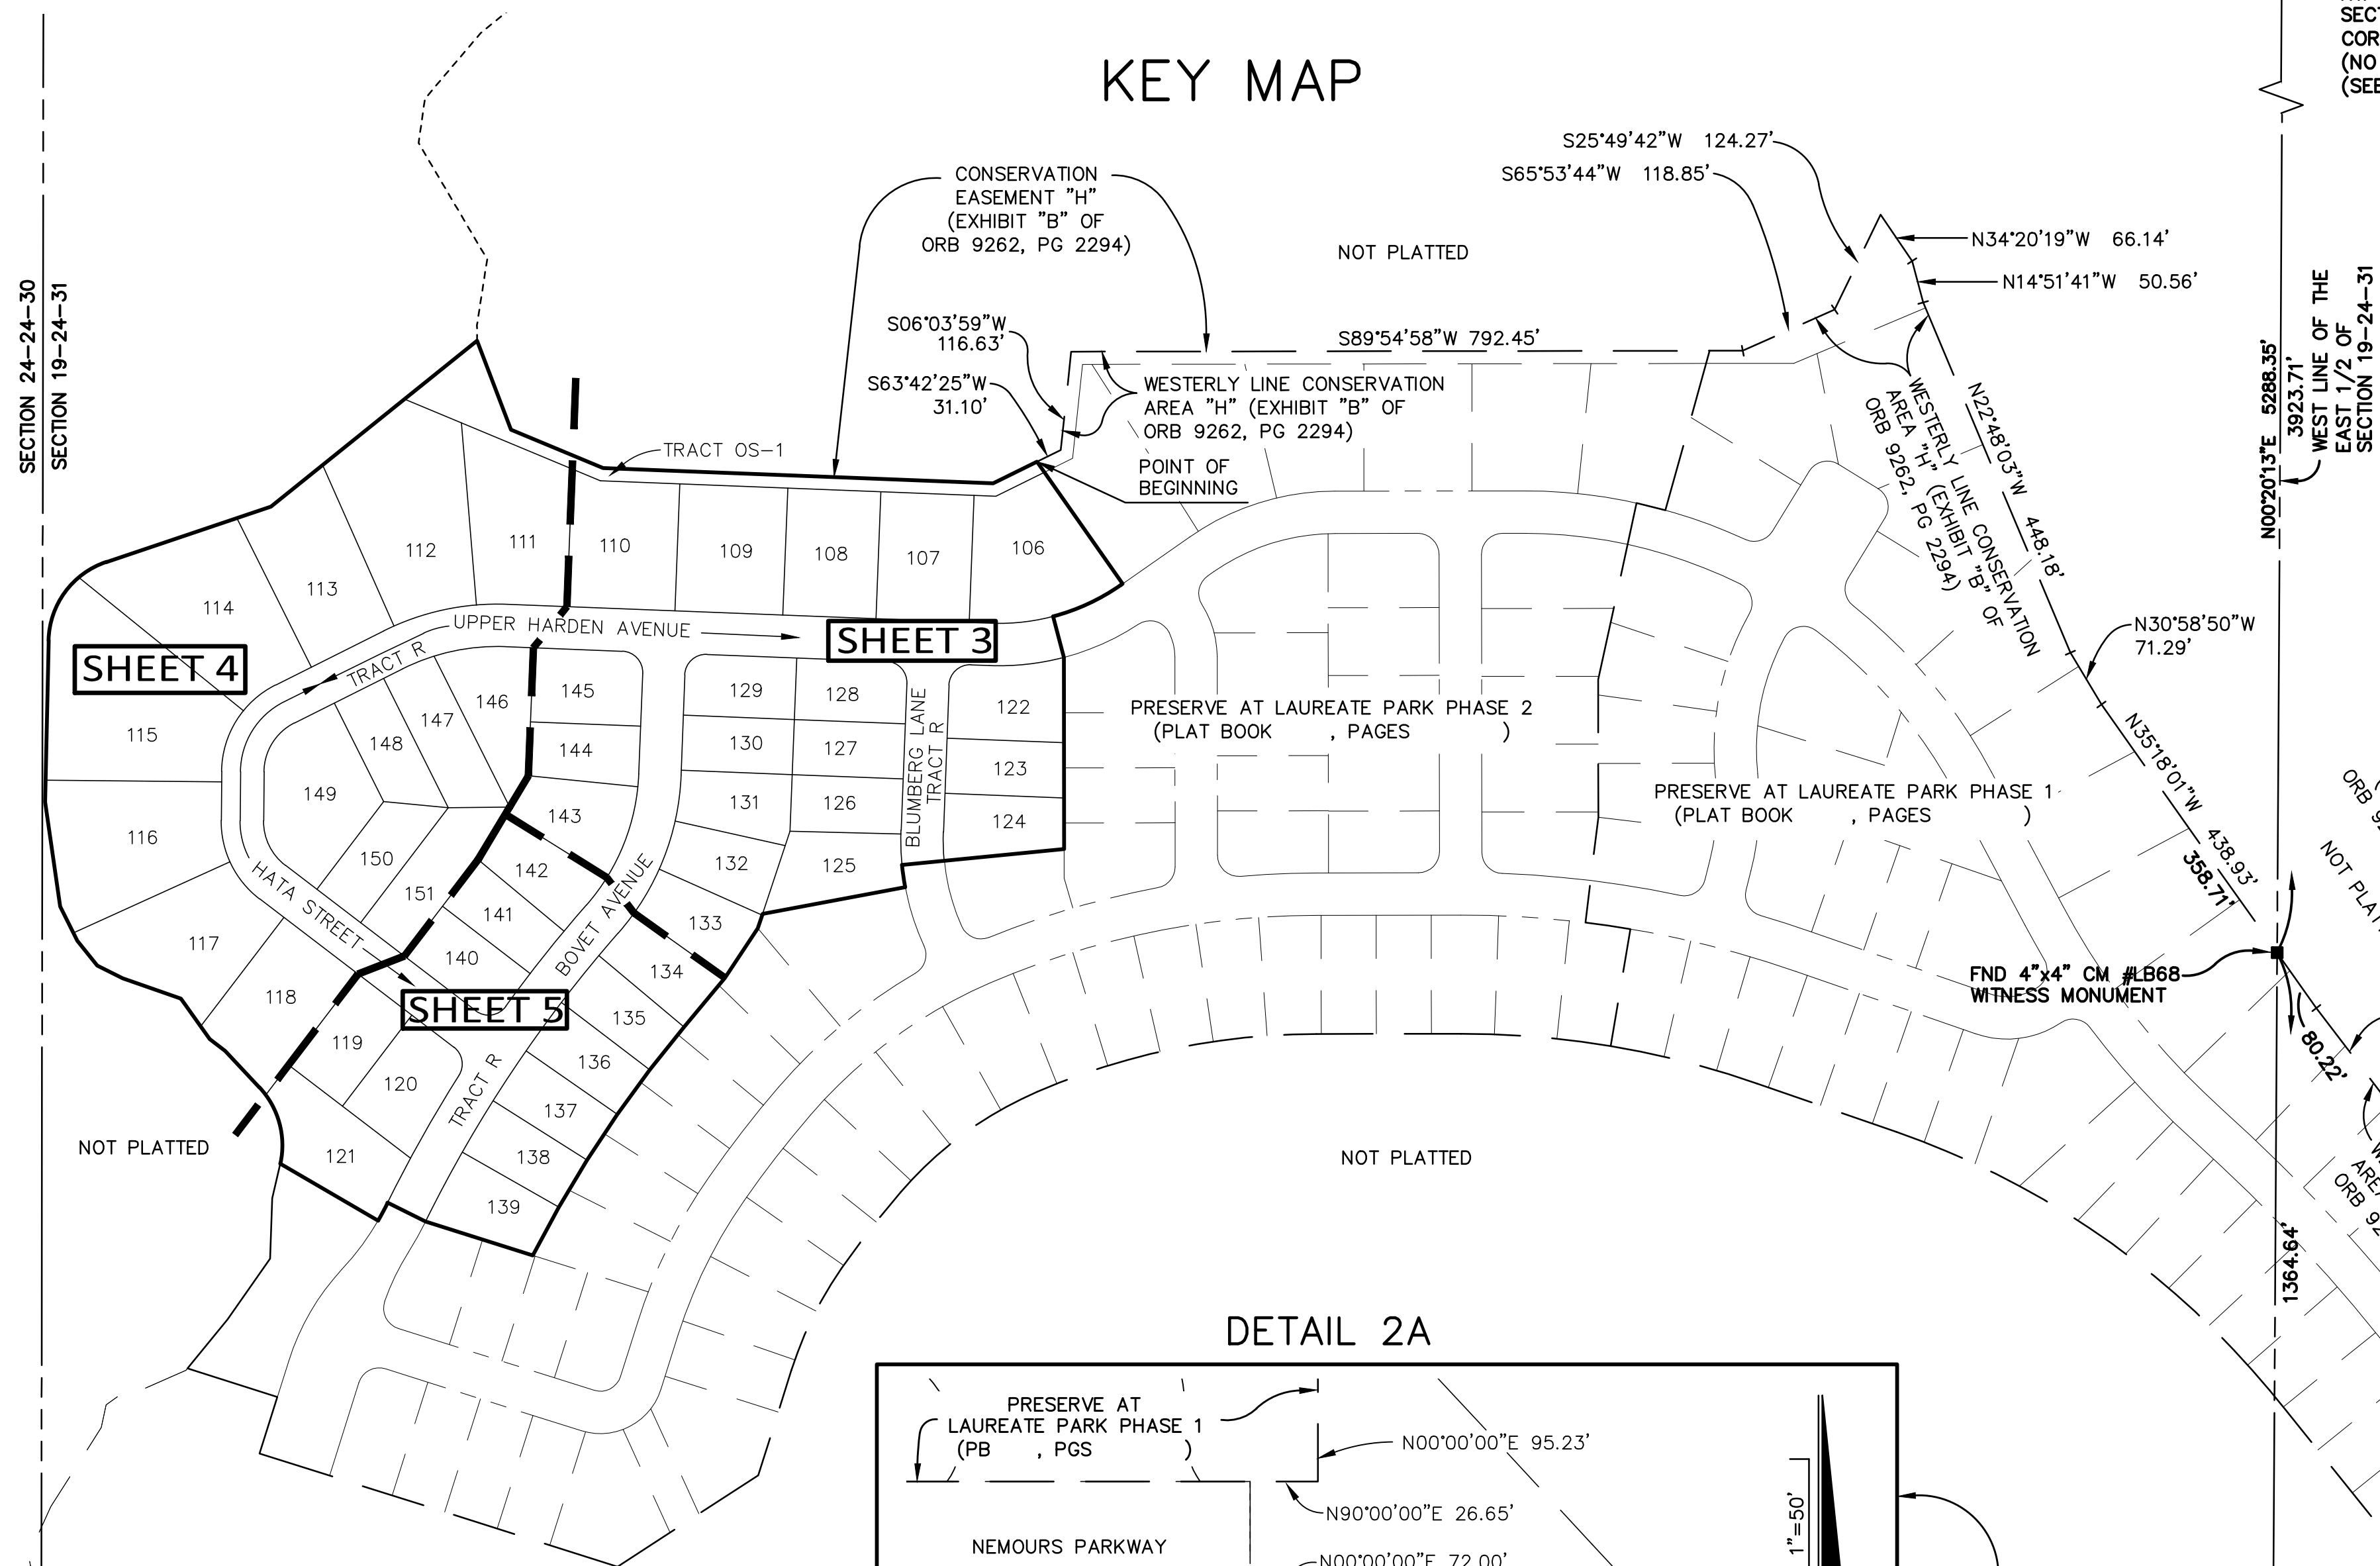 KEY MAP
SECT
COR
(NO
(SEE
SECTION 24-24-30
SECTION 19-24-31
CONSERVATION
EASEMENT "H"
(EXHIBIT "B" OF
ORB 9262, PG 2294)
S25°49'42"W 124.27'
S65°53'44"W 118.85'
NOT PLATTED
N34°20'19"W 66.14'
N14°51'41"W 50.56'
S06°03'59"W
116.63'
S63°42'25"W
31.10'
S89°54'58"W 792.45'
WESTERLY LINE CONSERVATION
AREA "H" (EXHIBIT "B" OF
ORB 9262, PG 2294)
POINT OF
BEGINNING
TRACT OS-1
WESTERLY LINE CONSERVATION
AREA "H" (EXHIBIT "B" OF
ORB 9262, PG 2294)
N22°48'03"W 448.18'
N00°20'13"E 5288.35'
3923.71'
WEST LINE OF THE
EAST 1/2 OF
SECTION 19-24-31
N30°58'50"W
71.29'
N35°18'01"W 438.93'
358.71'
114
113
112
111
110
109
108
107
106
UPPER HARDEN AVENUE
SHEET 3
SHEET 4
TRACT R
115
116
117
118
119
120
121
122
123
124
125
126
127
128
129
130
131
132
133
134
135
136
137
138
139
140
141
142
143
144
145
146
147
148
149
150
151
BLUMBERG LANE
TRACT R
HATA STREET
BOVET AVENUE
SHEET 5
TRACT R
PRESERVE AT LAUREATE PARK PHASE 2
(PLAT BOOK , PAGES )
PRESERVE AT LAUREATE PARK PHASE 1
(PLAT BOOK , PAGES )
FND 4"x4" CM #LB68
WITNESS MONUMENT
80.22'
1364.64'
NOT PLATTED
NOT PLATTED
NOT PLAT
AREA
ORB 92
DETAIL 2A
PRESERVE AT
LAUREATE PARK PHASE 1
(PB , PGS )
N00°00'00"E 95.23'
N90°00'00"E 26.65'
NEMOURS PARKWAY
N00°00'00"E 72.00'
1"=50'